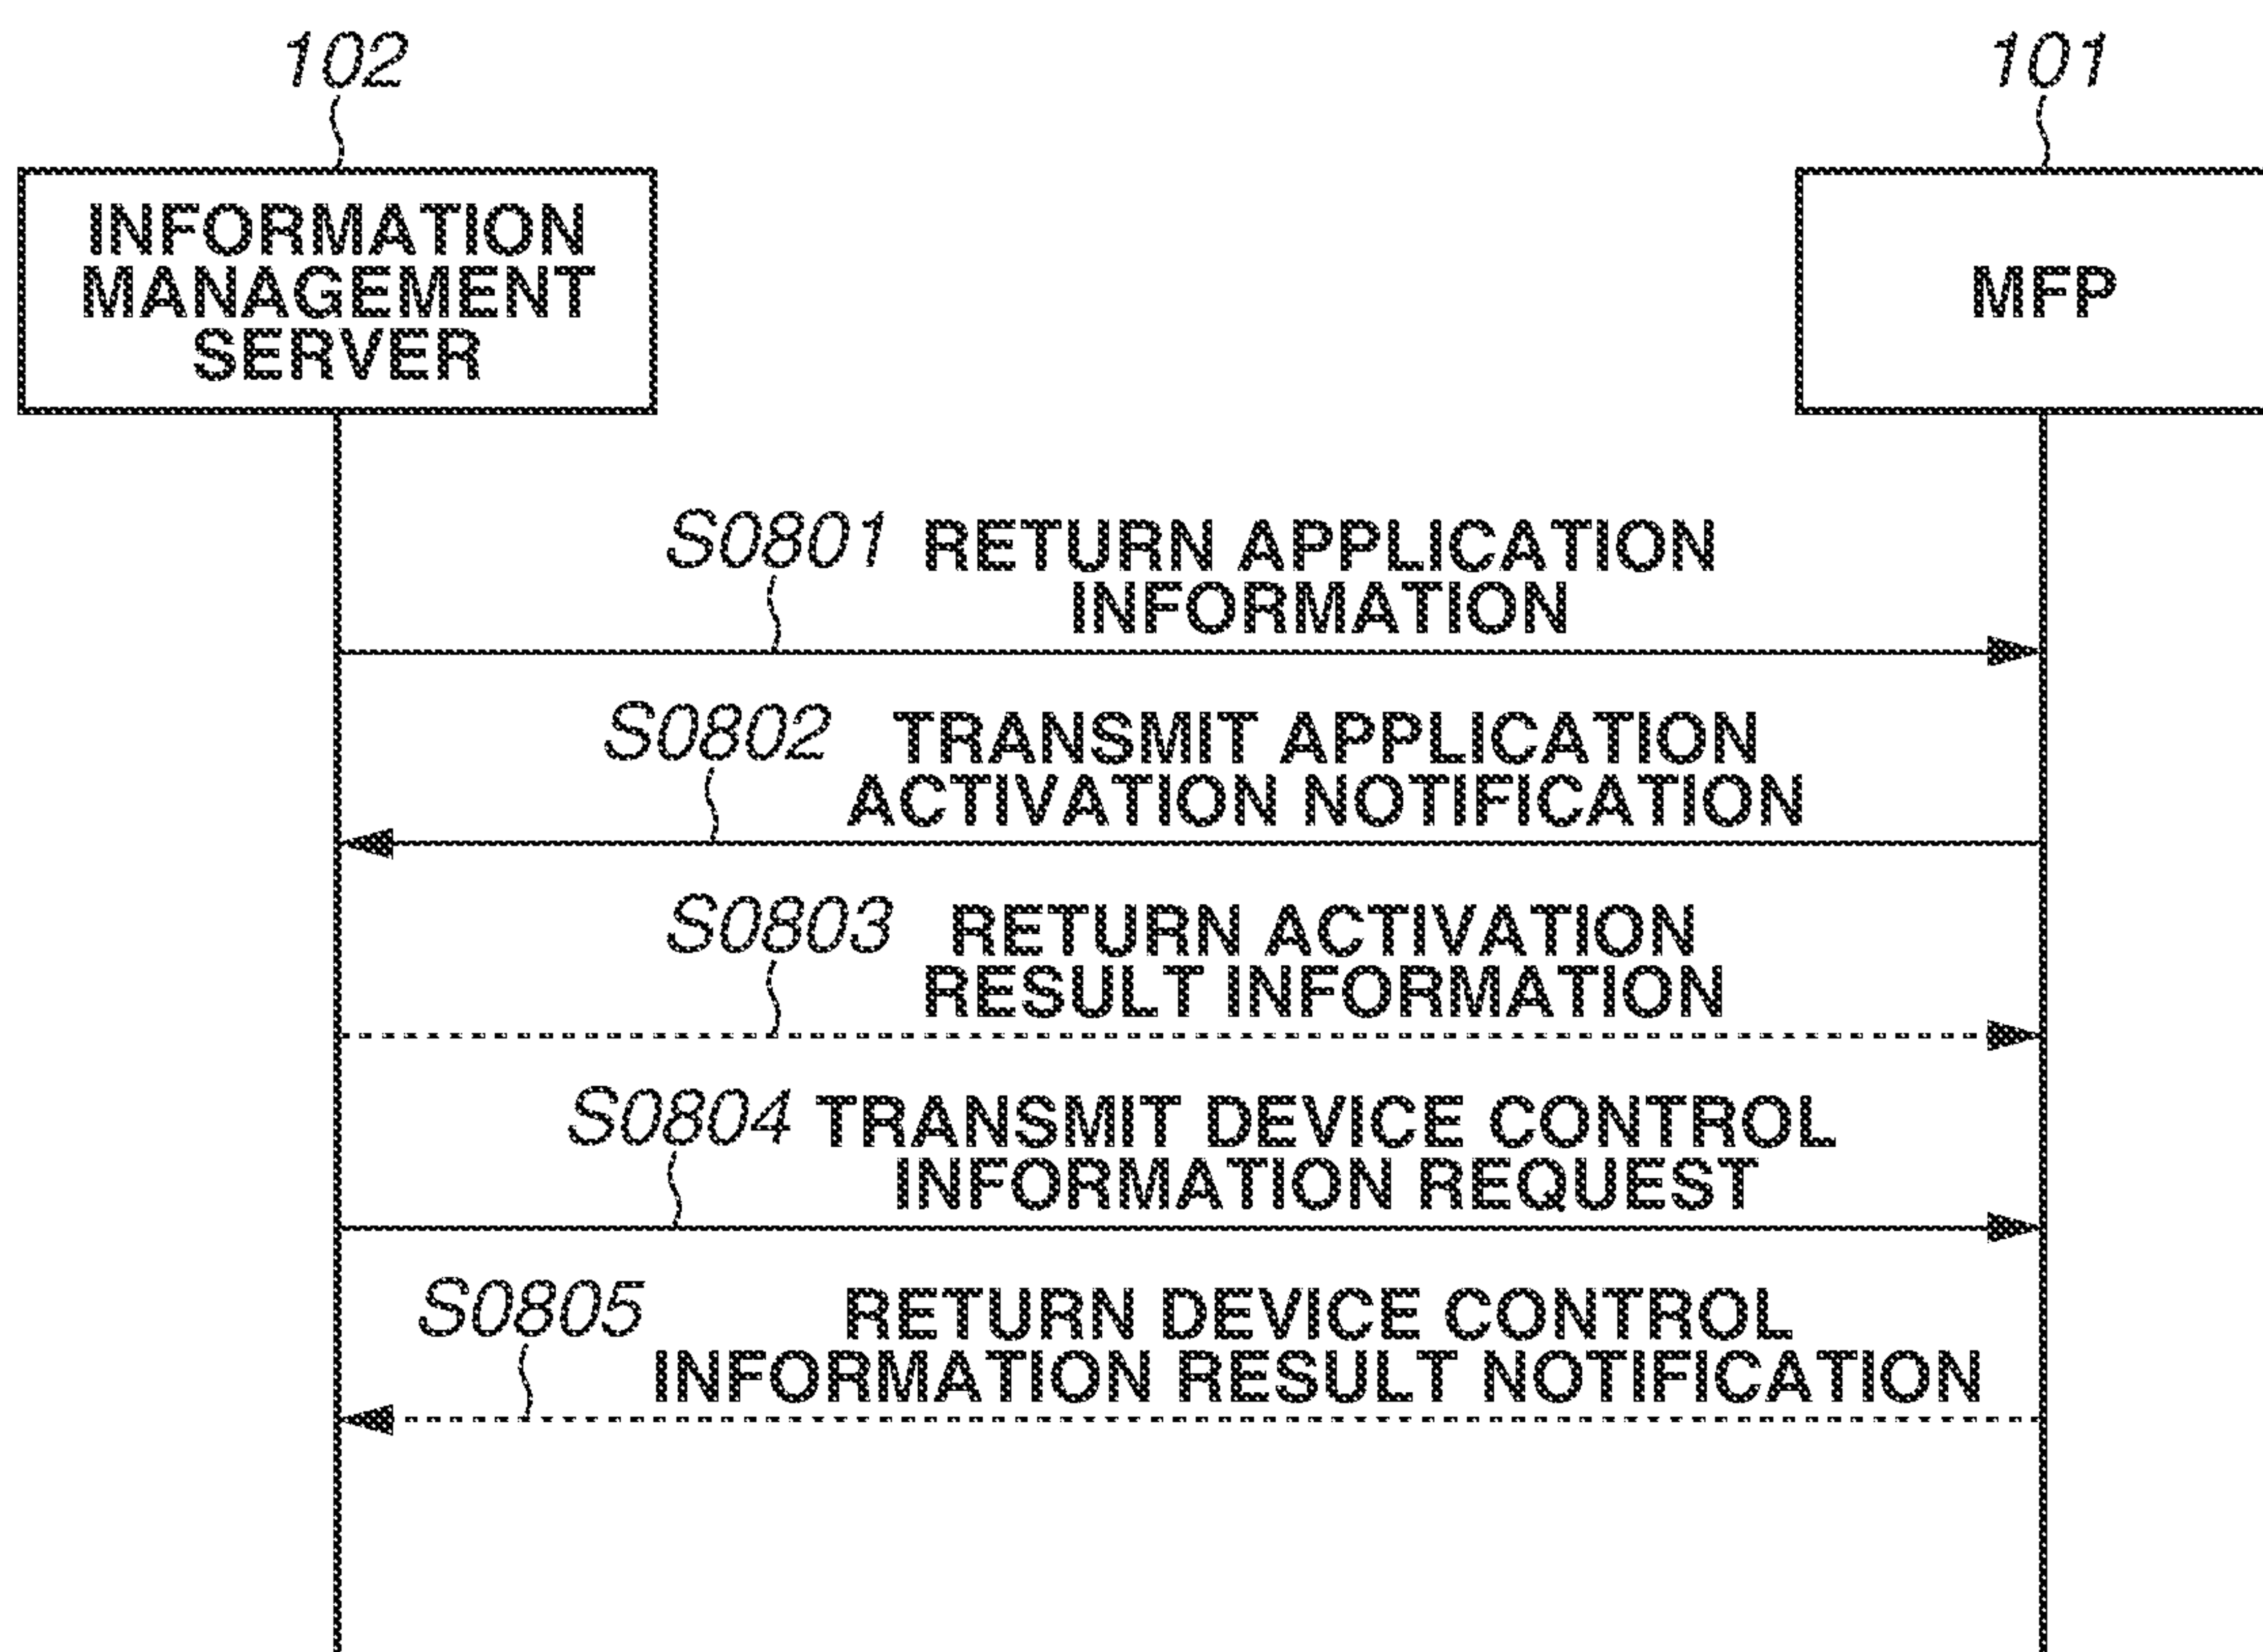 102
101
INFORMATION
MANAGEMENT
SERVER
MFP
S0801 RETURN APPLICATION
INFORMATION
S0802 TRANSMIT APPLICATION
ACTIVATION NOTIFICATION
S0803 RETURN ACTIVATION
RESULT INFORMATION
S0804 TRANSMIT DEVICE CONTROL
INFORMATION REQUEST
S0805 RETURN DEVICE CONTROL
INFORMATION RESULT NOTIFICATION